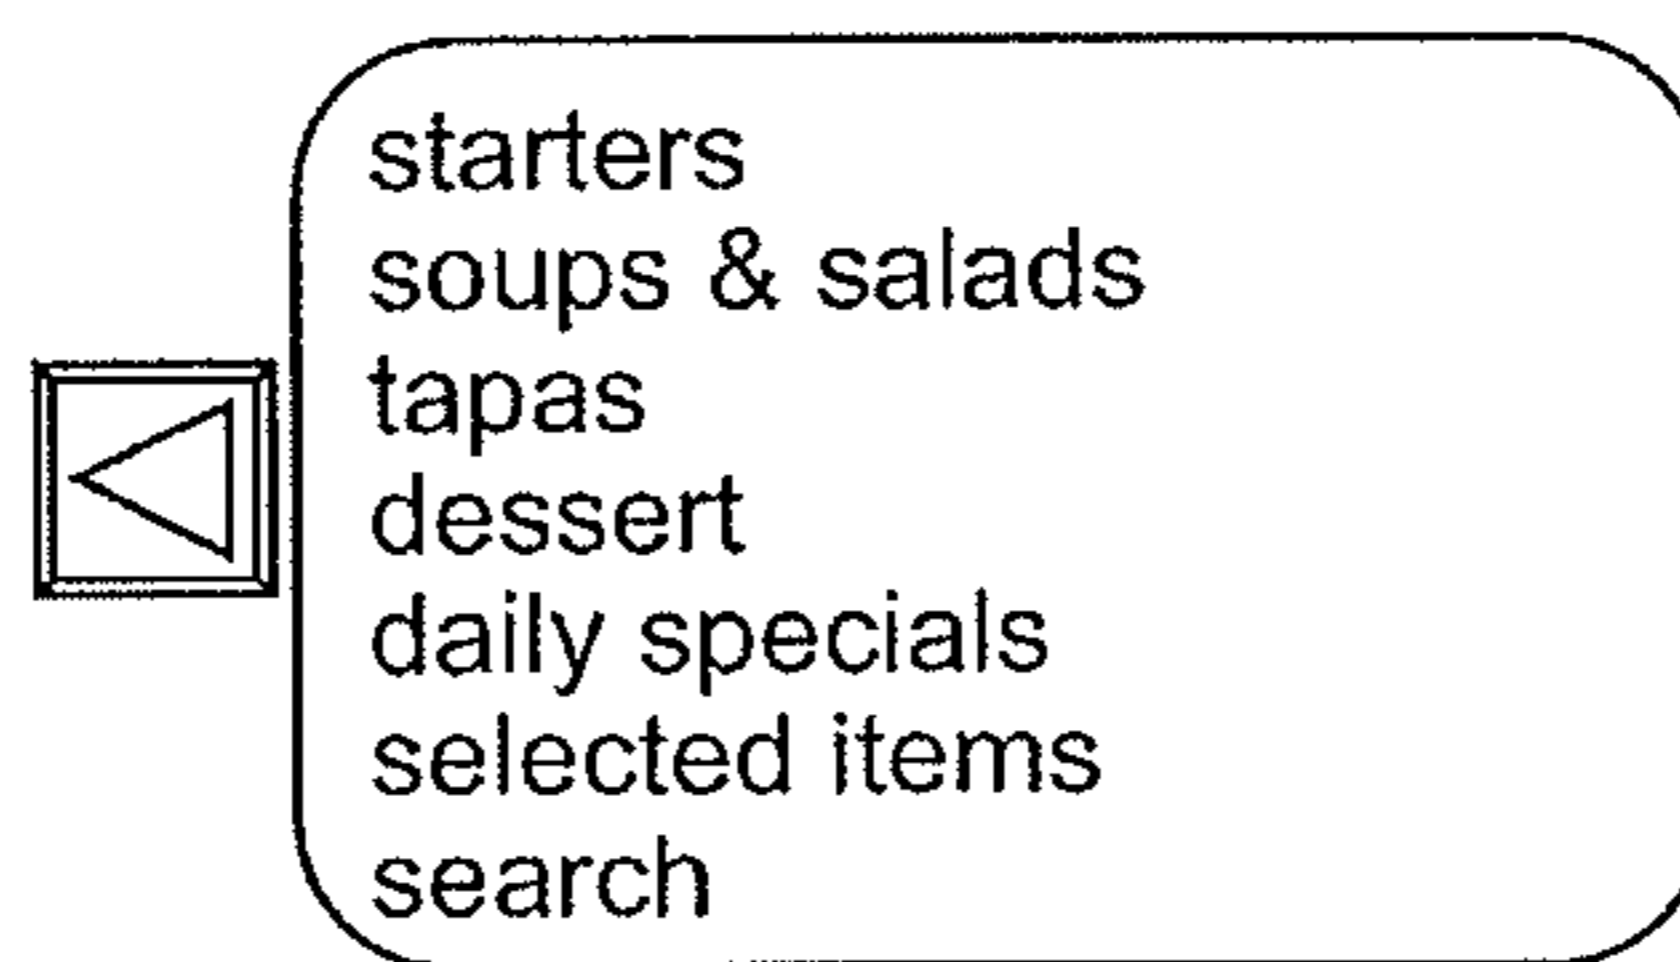 starters
soups & salads
tapas
dessert
daily specials
selected items
search